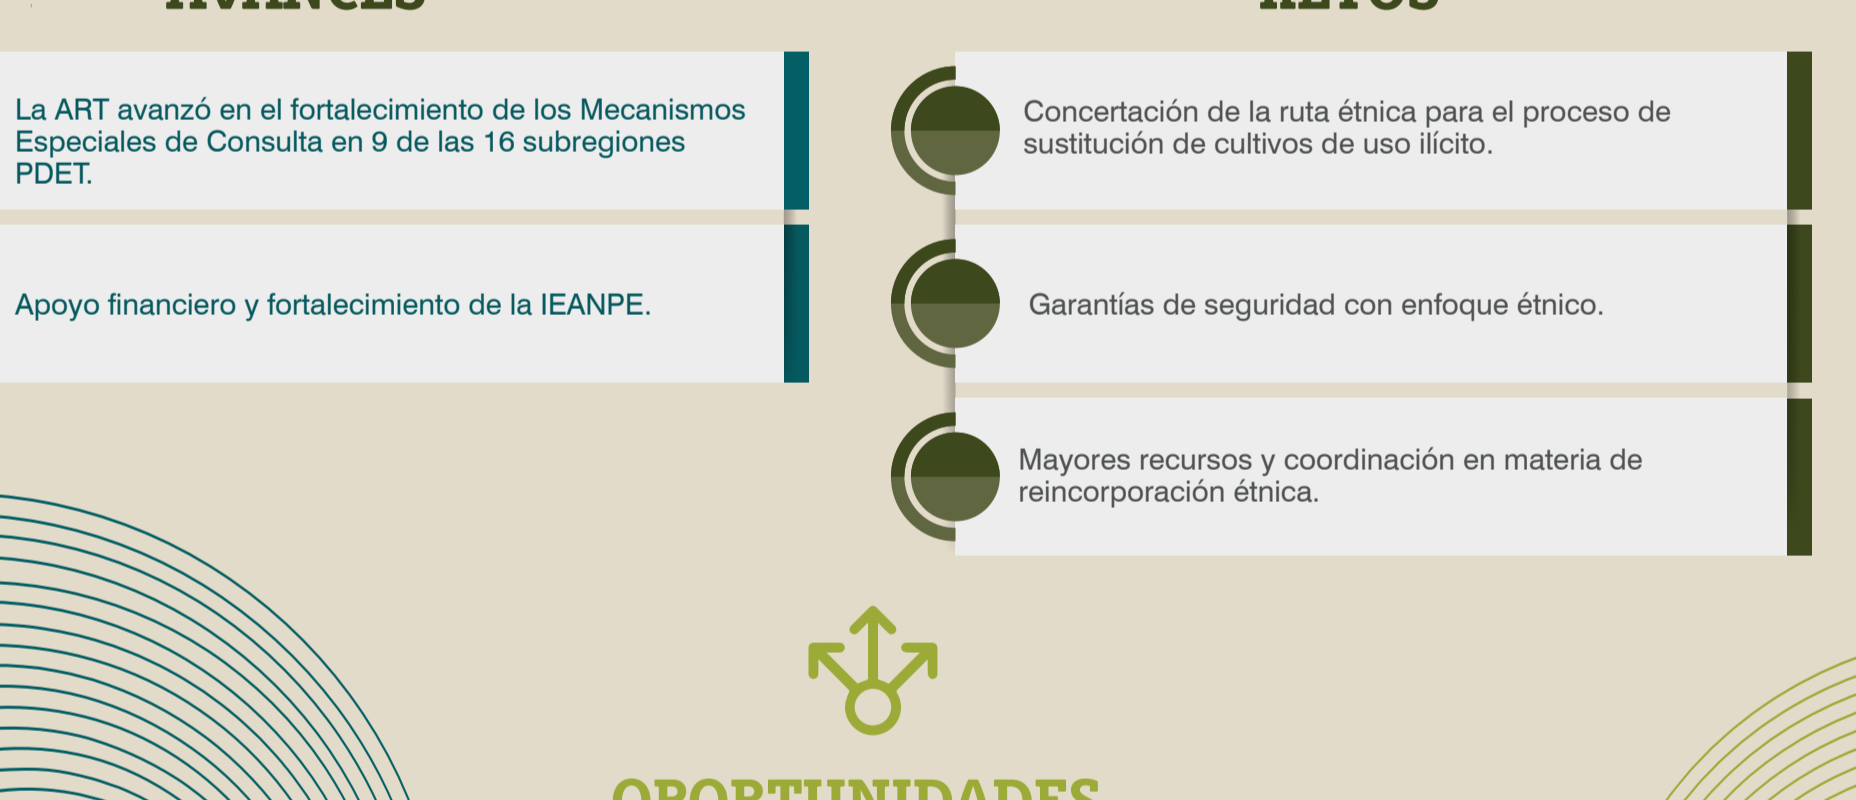 AVANCES
La ART avanzó en el fortalecimiento de los Mecanismos
Especiales de Consulta en 9 de las 16 subregiones
PDET.
Apoyo financiero y fortalecimiento de la IEANPE.
RETOS
Concertación de la ruta étnica para el proceso de
sustitución de cultivos de uso ilícito.
Garantías de seguridad con enfoque étnico.
Mayores recursos y coordinación en materia de
reincorporación étnica.
OPORTUNIDADES